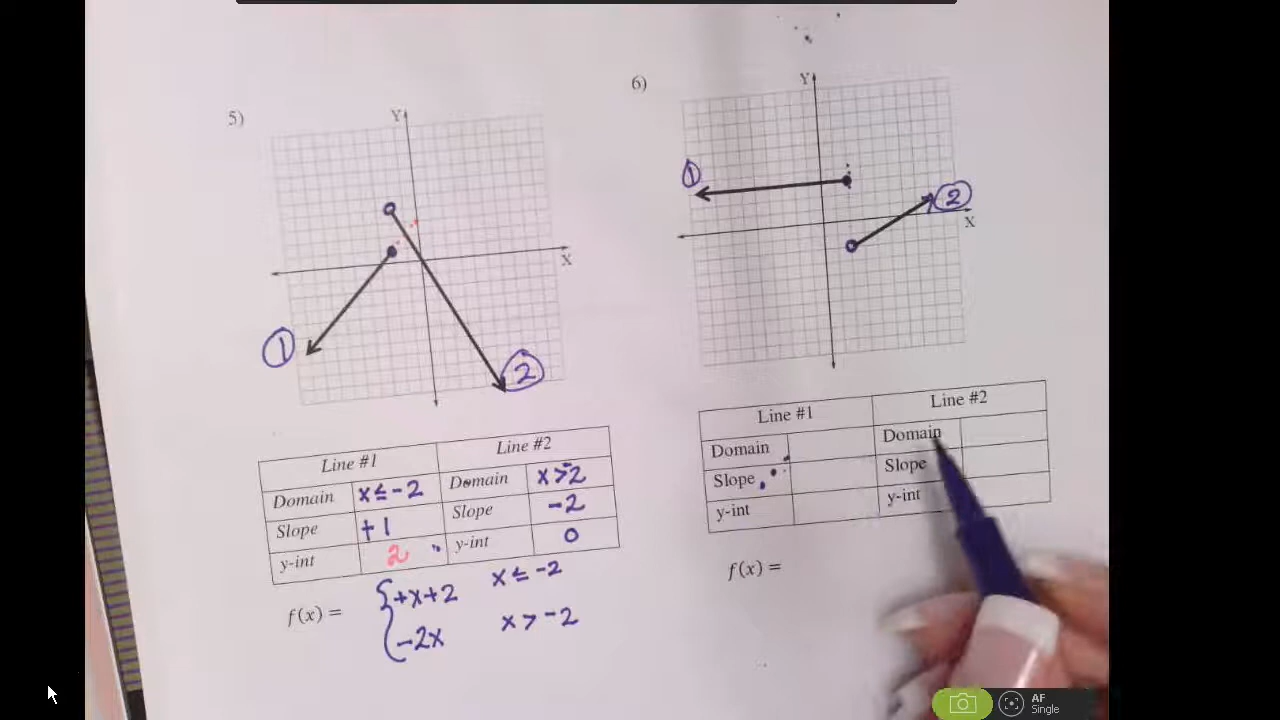 5)
Y
X
①
②
Line #1
Line #2
Domain x≤-2 Domain x>-2
Slope +1 Slope -2
y-int 2 y-int 0
f(x) = { +x+2 x≤-2
-2x x>-2
6)
Y
X
①
②
Line #1
Line #2
Domain Domain
Slope Slope
y-int y-int
f(x) =
AF
Single